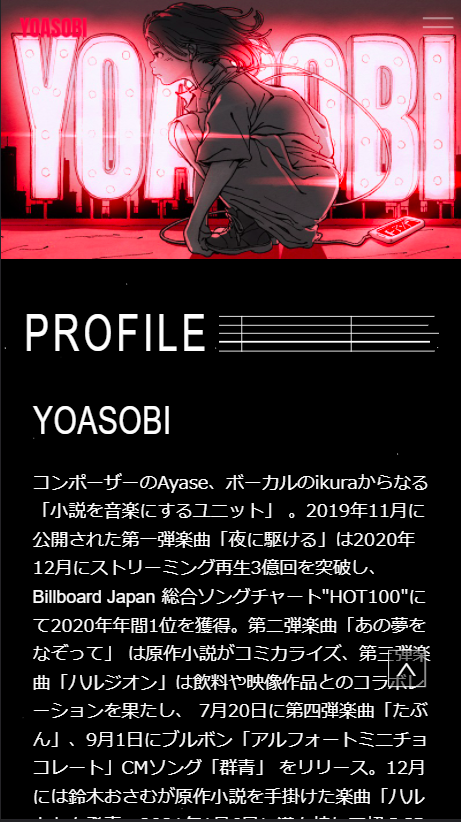 YOASOBI
YOASOBI
PROFILE
YOASOBI
コンポーザーのAyase、ボーカルのikuraからなる
「小説を音楽にするユニット」 。2019年11月に
公開された第一弾楽曲「夜に駆ける」は2020年
12月にストリーミング再生3億回を突破し、
Billboard Japan 総合ソングチャート"HOT100"に
て2020年年間1位を獲得。第二弾楽曲「あの夢を
なぞって」 は原作小説がコミカライズ、第三弾楽
曲「ハルジオン」は飲料や映像作品とのコラボレ
ーションを果たし、 7月20日に第四弾楽曲「たぶ
ん」、9月1日にブルボン「アルフォートミニチョ
コレート」CMソング「群青」 をリリース。12月
には鈴木おさむが原作小説を手掛けた楽曲「ハル